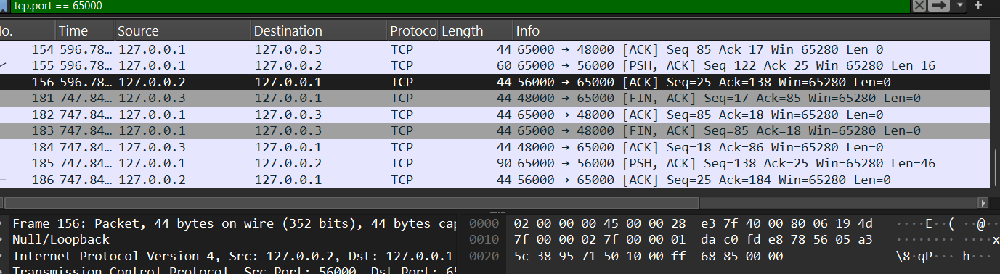 tcp.port == 65000
No. Time Source Destination Protoco Length Info
154 596.78… 127.0.0.1 127.0.0.3 TCP 44 65000 → 48000 [ACK] Seq=85 Ack=17 Win=65280 Len=0
155 596.78… 127.0.0.1 127.0.0.2 TCP 60 65000 → 56000 [PSH, ACK] Seq=122 Ack=25 Win=65280 Len=16
156 596.78… 127.0.0.2 127.0.0.1 TCP 44 56000 → 65000 [ACK] Seq=25 Ack=138 Win=65280 Len=0
181 747.84… 127.0.0.3 127.0.0.1 TCP 44 48000 → 65000 [FIN, ACK] Seq=17 Ack=85 Win=65280 Len=0
182 747.84… 127.0.0.1 127.0.0.3 TCP 44 65000 → 48000 [ACK] Seq=85 Ack=18 Win=65280 Len=0
183 747.84… 127.0.0.1 127.0.0.3 TCP 44 65000 → 48000 [FIN, ACK] Seq=85 Ack=18 Win=65280 Len=0
184 747.84… 127.0.0.3 127.0.0.1 TCP 44 48000 → 65000 [ACK] Seq=18 Ack=86 Win=65280 Len=0
185 747.84… 127.0.0.1 127.0.0.2 TCP 90 65000 → 56000 [PSH, ACK] Seq=138 Ack=25 Win=65280 Len=46
186 747.84… 127.0.0.2 127.0.0.1 TCP 44 56000 → 65000 [ACK] Seq=25 Ack=184 Win=65280 Len=0
Frame 156: Packet, 44 bytes on wire (352 bits), 44 bytes cap
Null/Loopback
Internet Protocol Version 4, Src: 127.0.0.2, Dst: 127.0.0.1
Transmission Control Protocol, Src Port: 56000, Dst Port: 65
0000 02 00 00 00 45 00 00 28 e3 7f 40 00 80 06 19 4d ····E··( ··@··
0010 7f 00 00 02 7f 00 00 01 da c0 fd e8 78 56 05 a3 ········ ····x
0020 5c 38 95 71 50 10 00 ff 68 85 00 00 \8·qP··· h···